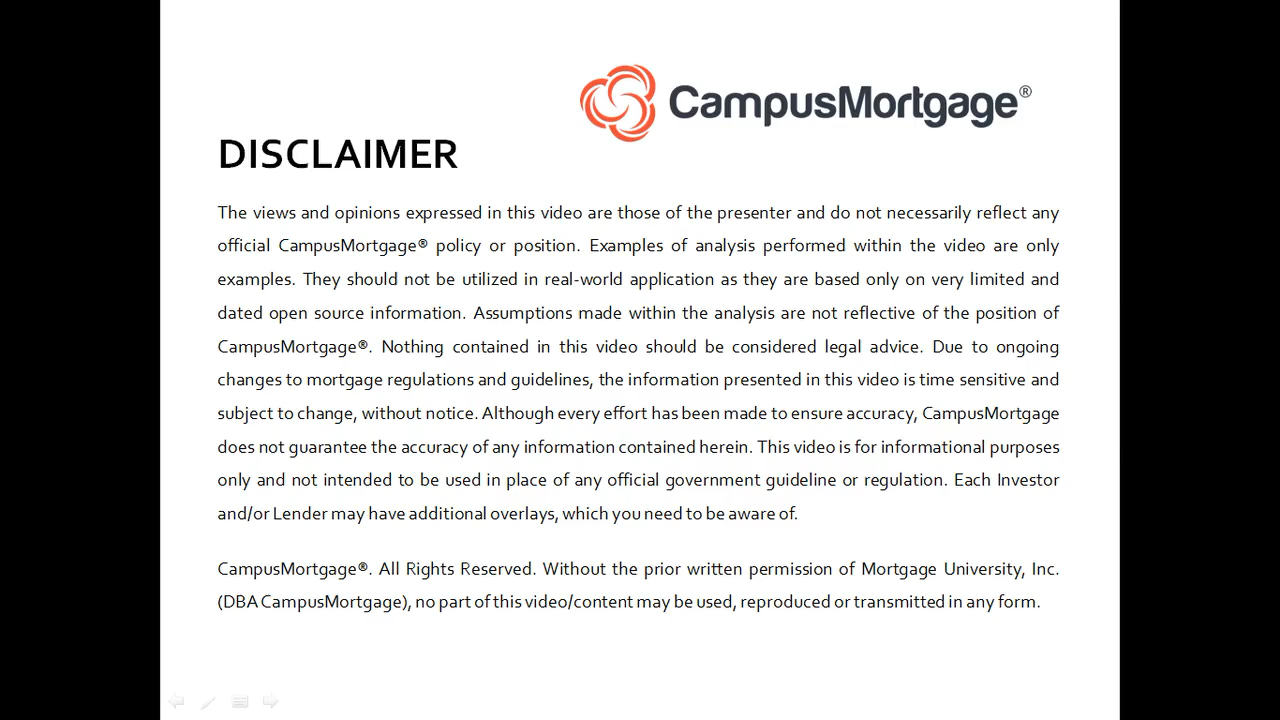 CampusMortgage®
DISCLAIMER
The views and opinions expressed in this video are those of the presenter and do not necessarily reflect any
official CampusMortgage® policy or position. Examples of analysis performed within the video are only
examples. They should not be utilized in real-world application as they are based only on very limited and
dated open source information. Assumptions made within the analysis are not reflective of the position of
CampusMortgage®. Nothing contained in this video should be considered legal advice. Due to ongoing
changes to mortgage regulations and guidelines, the information presented in this video is time sensitive and
subject to change, without notice. Although every effort has been made to ensure accuracy, CampusMortgage
does not guarantee the accuracy of any information contained herein. This video is for informational purposes
only and not intended to be used in place of any official government guideline or regulation. Each Investor
and/or Lender may have additional overlays, which you need to be aware of.
CampusMortgage®. All Rights Reserved. Without the prior written permission of Mortgage University, Inc.
(DBA CampusMortgage), no part of this video/content may be used, reproduced or transmitted in any form.